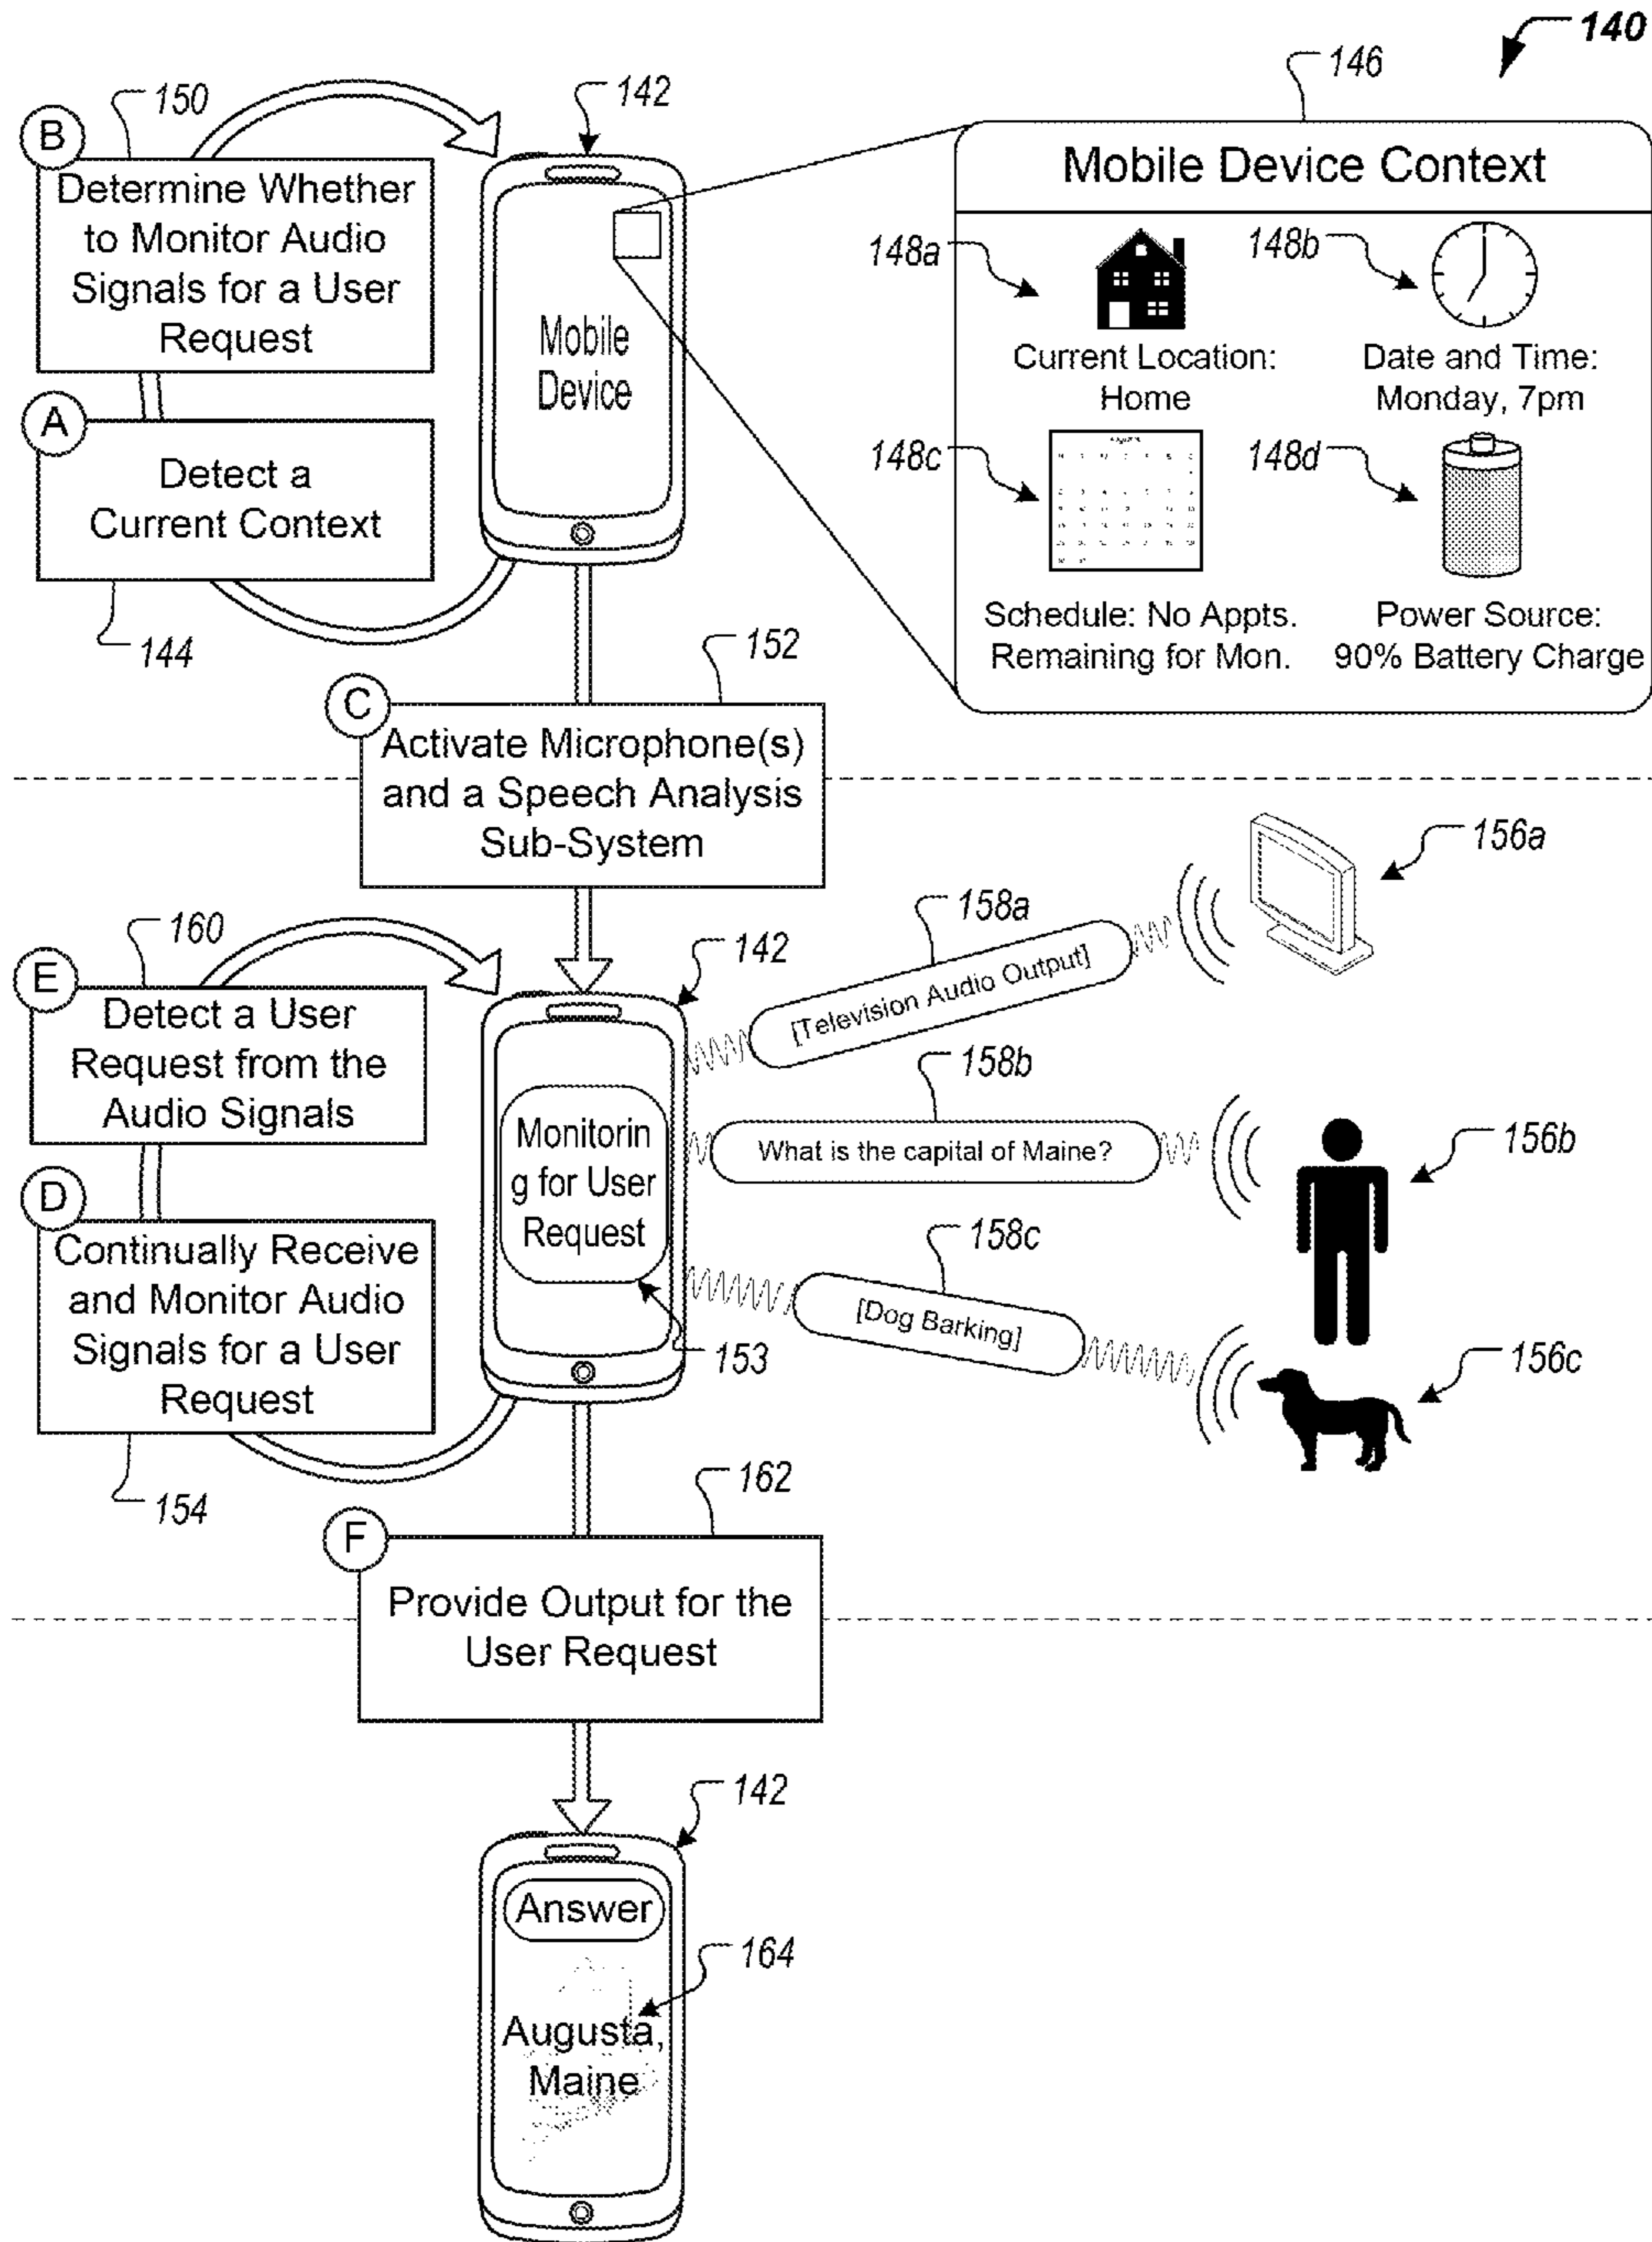 140
146
150
142
B
Determine Whether
to Monitor Audio
Signals for a User
Request
Mobile Device Context
148a
148b
Mobile
Device
Current Location:
Home
Date and Time:
Monday, 7pm
A
Detect a
Current Context
148c
148d
144
Schedule: No Appts.
Remaining for Mon.
Power Source:
90% Battery Charge
152
C
Activate Microphone(s)
and a Speech Analysis
Sub-System
156a
158a
[Television Audio Output]
160
142
E
Detect a User
Request from the
Audio Signals
158b
What is the capital of Maine?
156b
Monitorin
g for User
Request
D
Continually Receive
and Monitor Audio
Signals for a User
Request
158c
[Dog Barking]
153
156c
154
162
F
Provide Output for the
User Request
142
Answer
164
Augusta,
Maine